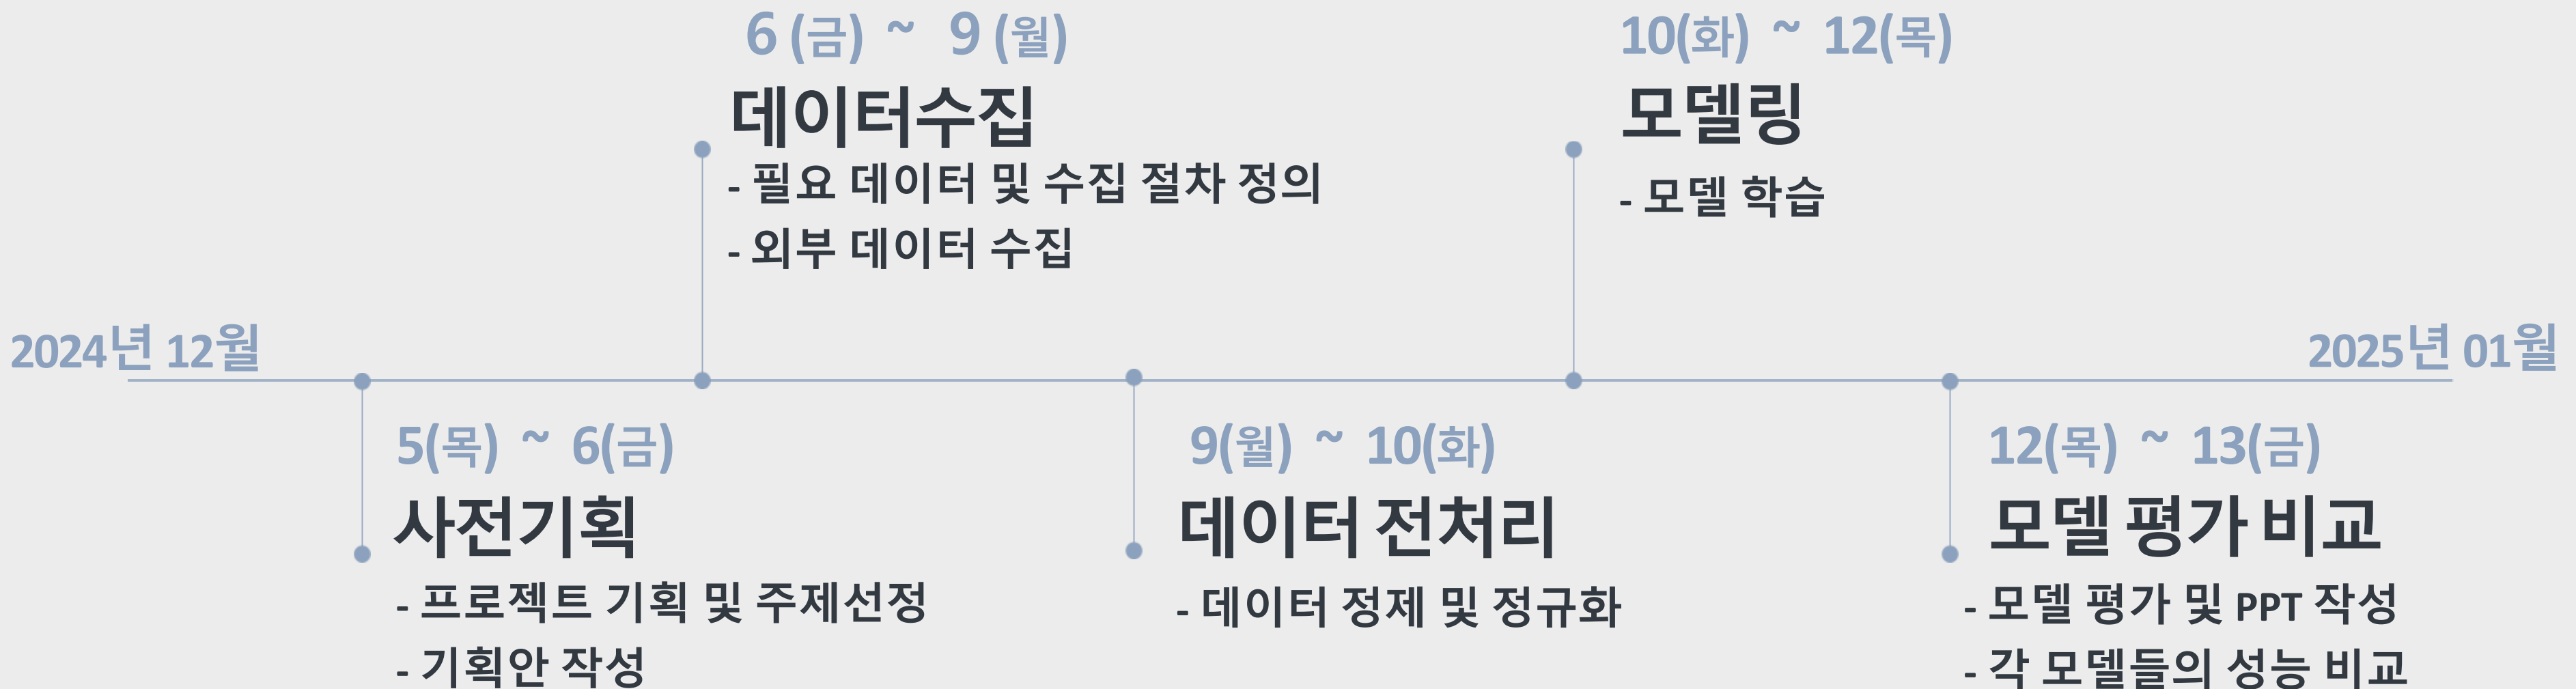 6 (금) ~ 9 (월)
데이터수집
- 필요 데이터 및 수집 절차 정의
- 외부 데이터 수집
10(화) ~ 12(목)
모델링
- 모델 학습
2024년 12월
2025년 01월
5(목) ~ 6(금)
사전기획
- 프로젝트 기획 및 주제선정
- 기획안 작성
9(월) ~ 10(화)
데이터 전처리
- 데이터 정제 및 정규화
12(목) ~ 13(금)
모델 평가 비교
- 모델 평가 및 PPT 작성
- 각 모델들의 성능 비교